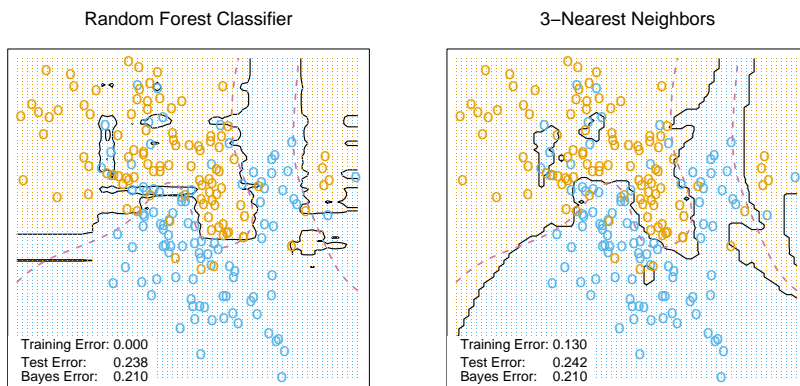 Random Forest Classifier
Training Error: 0.000
Test Error: 0.238
Bayes Error: 0.210
3−Nearest Neighbors
Training Error: 0.130
Test Error: 0.242
Bayes Error: 0.210